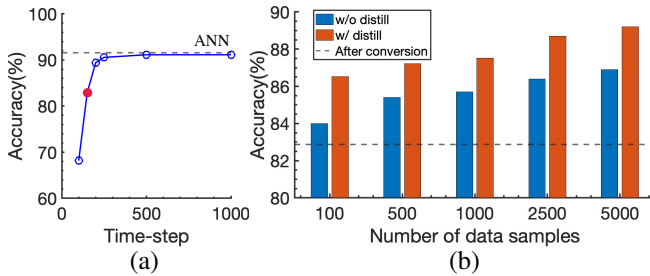 100
90
80
70
60
Accuracy(%)
ANN
0
500
1000
Time-step
(a)
90
88
86
84
82
80
Accuracy(%)
w/o distill
w/ distill
After conversion
100
500
1000
2500
5000
Number of data samples
(b)